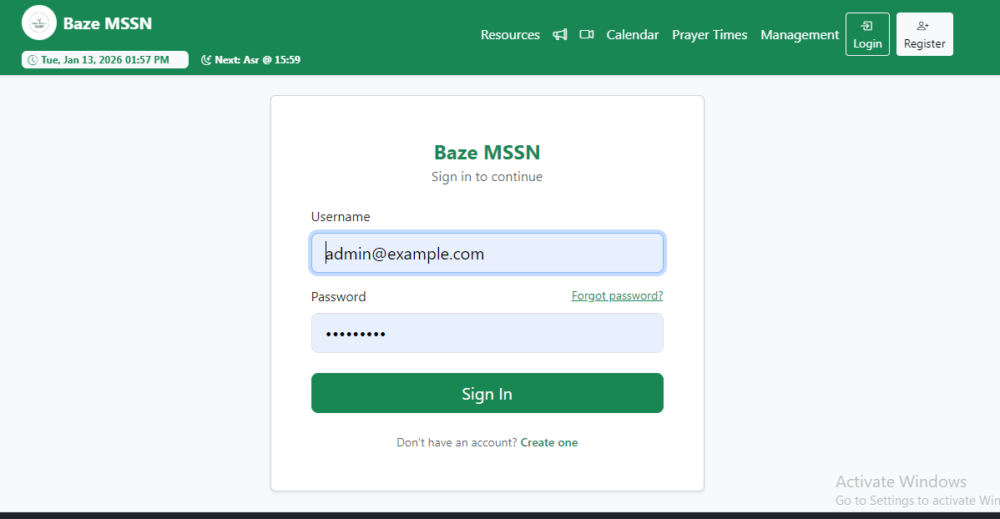 Baze MSSN
Tue, Jan 13, 2026 01:57 PM
Next: Asr @ 15:59
Resources
Calendar
Prayer Times
Management
Login
Register
Baze MSSN
Sign in to continue
Username
admin@example.com
Password
Forgot password?
•••••••••
Sign In
Don't have an account? Create one
Activate Windows
Go to Settings to activate Win